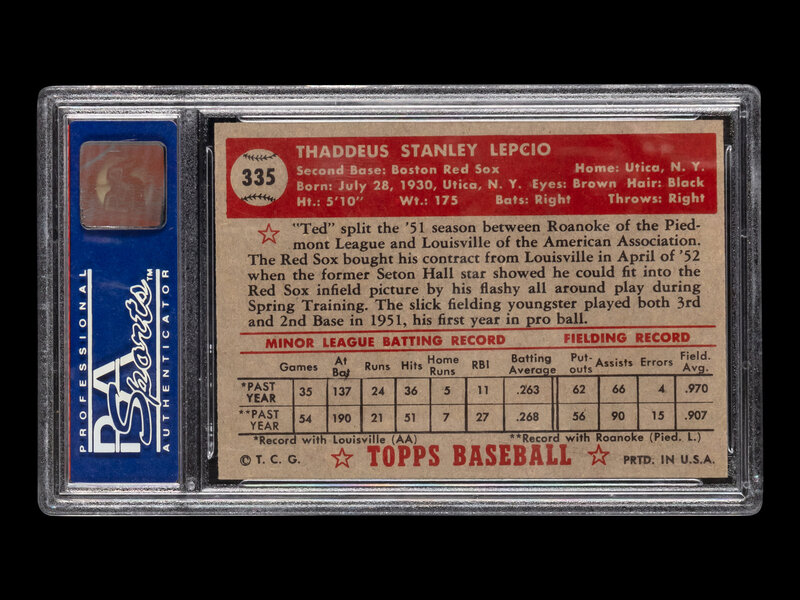 PROFESSIONAL
PSA
Sports™
AUTHENTICATOR
335
THADDEUS STANLEY LEPCIO
Second Base: Boston Red Sox Home: Utica, N. Y.
Born: July 28, 1930, Utica, N. Y. Eyes: Brown Hair: Black
Ht.: 5'10" Wt.: 175 Bats: Right Throws: Right
"Ted" split the '51 season between Roanoke of the Pied-
mont League and Louisville of the American Association.
The Red Sox bought his contract from Louisville in April of '52
when the former Seton Hall star showed he could fit into the
Red Sox infield picture by his flashy all around play during
Spring Training. The slick fielding youngster played both 3rd
and 2nd Base in 1951, his first year in pro ball.
MINOR LEAGUE BATTING RECORD FIELDING RECORD
Games At Bat Runs Hits Home Runs RBI Batting Average Put-outs Assists Errors Field. Avg.
*PAST YEAR 35 137 24 36 5 11 .263 62 66 4 .970
**PAST YEAR 54 190 21 51 7 27 .268 56 90 15 .907
*Record with Louisville (AA) **Record with Roanoke (Pied. L.)
© T. C. G. TOPPS BASEBALL PRTD. IN U.S.A.